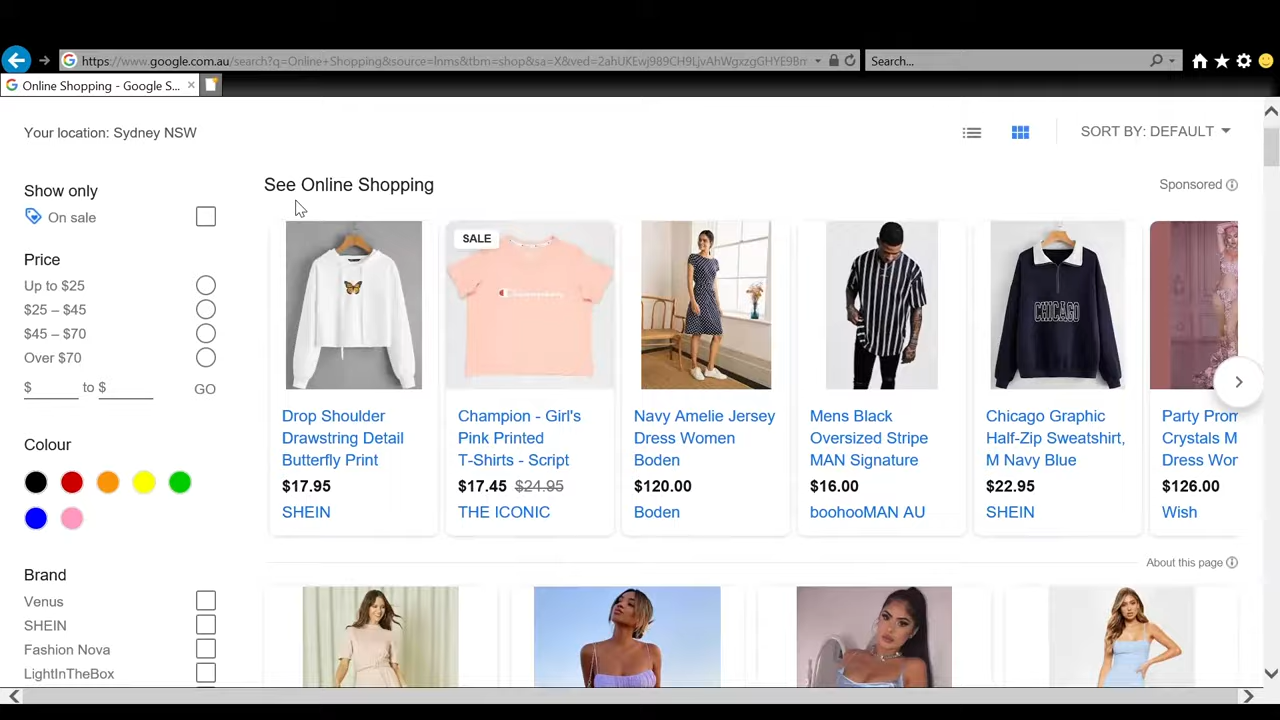 https://www.google.com.au/search?q=Online+Shopping&source=lnms&tbm=shop&sa=X&ved=2ahUKEwj989CH9LjvAhWgxzgGHYE9Bm
Search...
Online Shopping - Google S...
Your location: Sydney NSW
SORT BY: DEFAULT
Show only
On sale
Price
Up to $25
$25 – $45
$45 – $70
Over $70
$ to $ GO
Colour
Brand
Venus
SHEIN
Fashion Nova
LightInTheBox
See Online Shopping
Sponsored
Drop Shoulder
Drawstring Detail
Butterfly Print
$17.95
SHEIN
SALE
Champion
Champion - Girl's
Pink Printed
T-Shirts - Script
$17.45 $24.95
THE ICONIC
Navy Amelie Jersey
Dress Women
Boden
$120.00
Boden
Mens Black
Oversized Stripe
MAN Signature
$16.00
boohooMAN AU
CHICAGO
Chicago Graphic
Half-Zip Sweatshirt,
M Navy Blue
$22.95
SHEIN
Party Pron
Crystals M
Dress Wor
$126.00
Wish
About this page